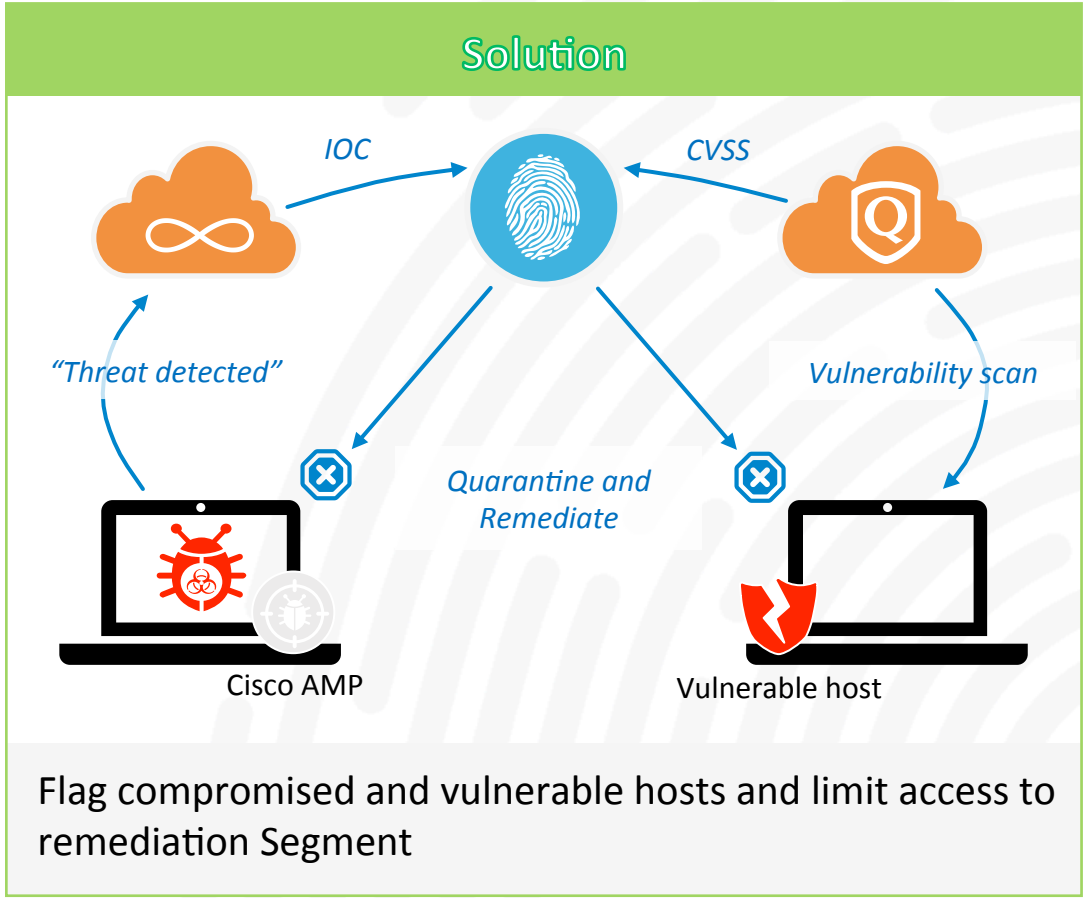 Solution
IOC
CVSS
Q
“Threat detected”
Vulnerability scan
Quarantine and
Remediate
Cisco AMP
Vulnerable host
Flag compromised and vulnerable hosts and limit access to
remediation Segment